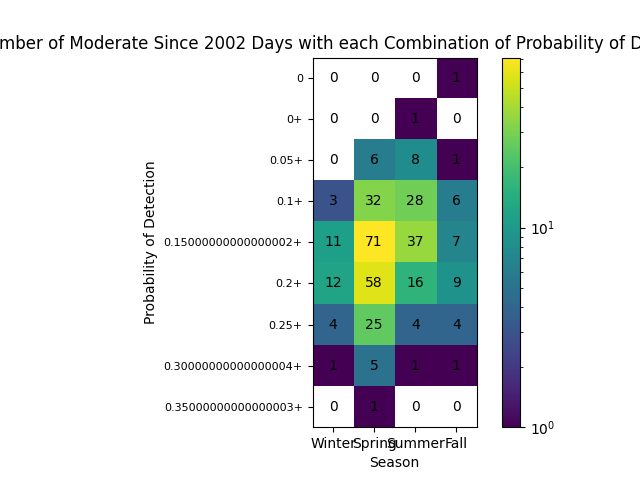 mber of Moderate Since 2002 Days with each Combination of Probability of D
0 0 0 0 1
0+ 0 0 1 0
0.05+ 0 6 8 1
0.1+ 3 32 28 6
0.15000000000000002+ 11 71 37 7
0.2+ 12 58 16 9
0.25+ 4 25 4 4
0.30000000000000004+ 1 5 1 1
0.35000000000000003+ 0 1 0 0
Winter Spring Summer Fall
Season
Probability of Detection
10¹
10⁰